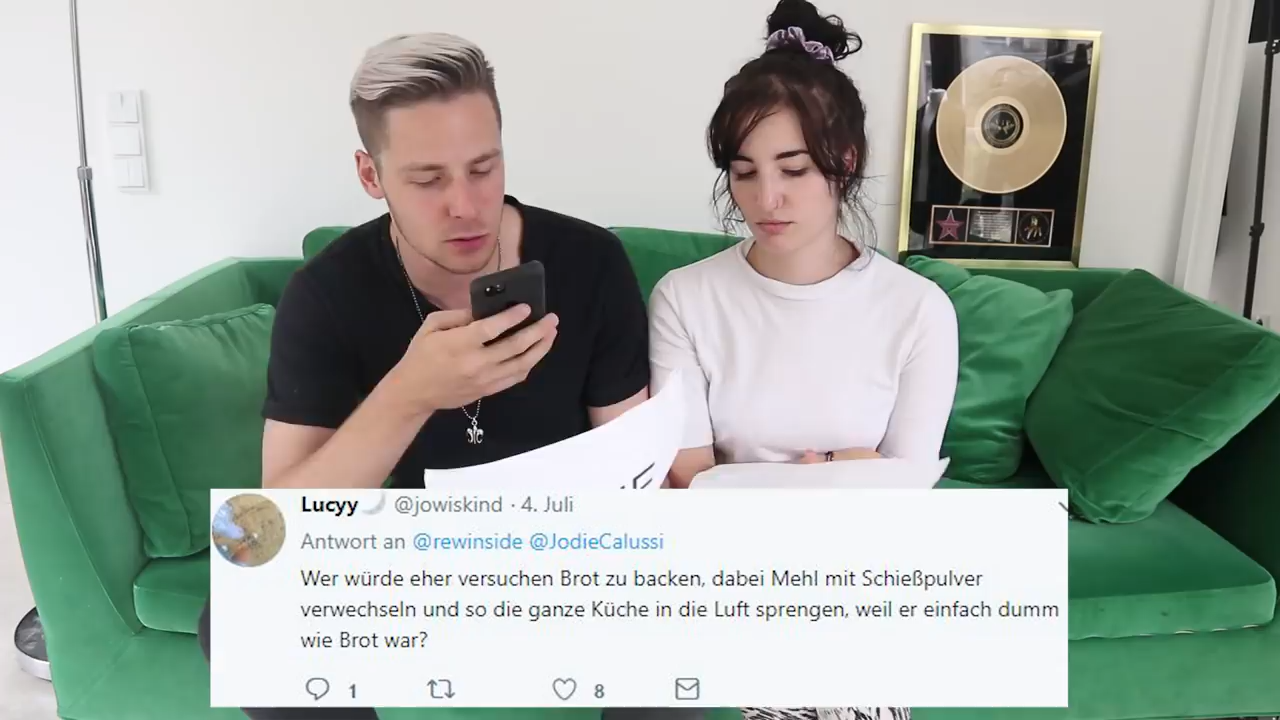 Lucyy @jowiskind · 4. Juli
Antwort an @rewinside @JodieCalussi
Wer würde eher versuchen Brot zu backen, dabei Mehl mit Schießpulver
verwechseln und so die ganze Küche in die Luft sprengen, weil er einfach dumm
wie Brot war?
1 8